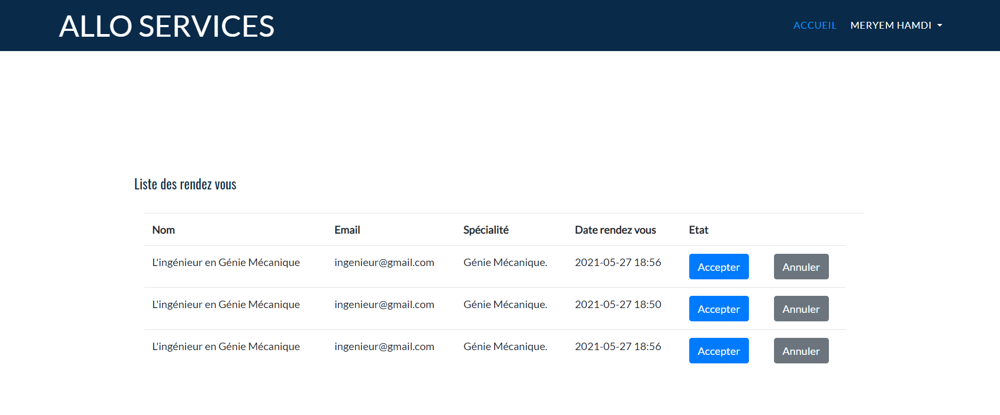 ALLO SERVICES ACCUEIL MERYEM HAMDI
Liste des rendez vous
Nom Email Spécialité Date rendez vous Etat
L'ingénieur en Génie Mécanique ingenieur@gmail.com Génie Mécanique. 2021-05-27 18:56 Accepter Annuler
L'ingénieur en Génie Mécanique ingenieur@gmail.com Génie Mécanique. 2021-05-27 18:50 Accepter Annuler
L'ingénieur en Génie Mécanique ingenieur@gmail.com Génie Mécanique. 2021-05-27 18:56 Accepter Annuler